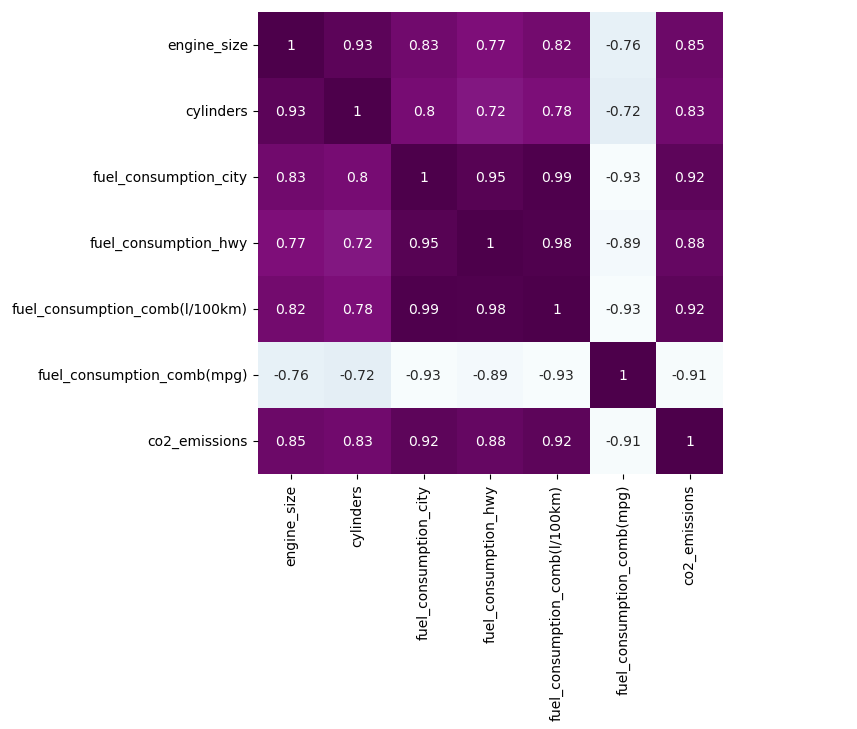 engine_size 1 0.93 0.83 0.77 0.82 -0.76 0.85
cylinders 0.93 1 0.8 0.72 0.78 -0.72 0.83
fuel_consumption_city 0.83 0.8 1 0.95 0.99 -0.93 0.92
fuel_consumption_hwy 0.77 0.72 0.95 1 0.98 -0.89 0.88
fuel_consumption_comb(l/100km) 0.82 0.78 0.99 0.98 1 -0.93 0.92
fuel_consumption_comb(mpg) -0.76 -0.72 -0.93 -0.89 -0.93 1 -0.91
co2_emissions 0.85 0.83 0.92 0.88 0.92 -0.91 1
engine_size
cylinders
fuel_consumption_city
fuel_consumption_hwy
fuel_consumption_comb(l/100km)
fuel_consumption_comb(mpg)
co2_emissions